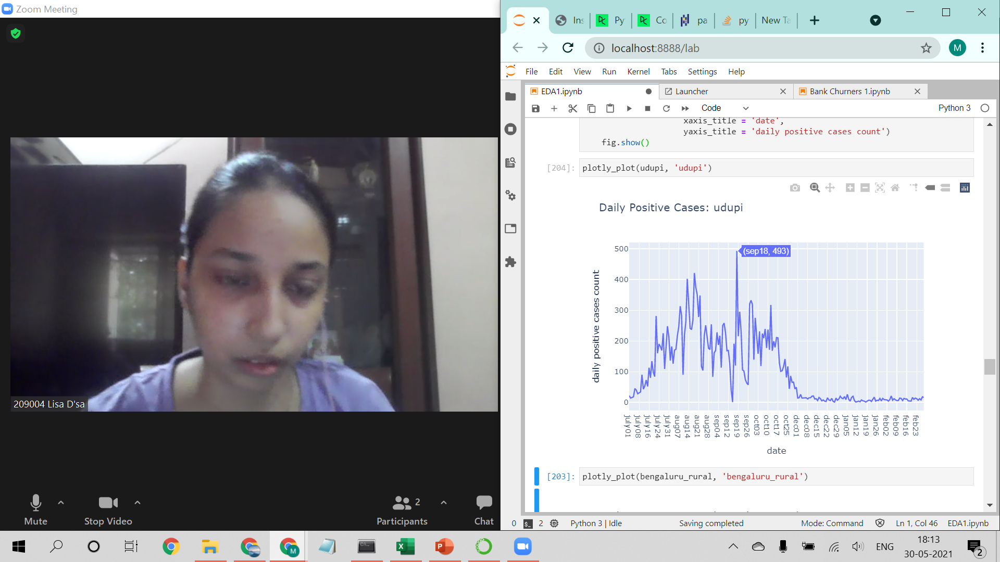 Zoom Meeting
209004 Lisa D'sa
Mute
Stop Video
2
Participants
Chat
Ins
Py
Co
pa
py
New Ta
localhost:8888/lab
M
File Edit View Run Kernel Tabs Settings Help
EDA1.ipynb
Launcher
Bank Churners 1.ipynb
Code
Python 3
xaxis_title = 'date',
yaxis_title = 'daily positive cases count')
fig.show()
[204]:
plotly_plot(udupi, 'udupi')
Daily Positive Cases: udupi
(sep18, 493)
500
400
300
200
100
0
daily positive cases count
july01
july08
july16
july24
july31
aug07
aug14
aug21
aug28
sep04
sep12
sep19
sep26
oct03
oct10
oct17
oct25
dec01
dec08
dec15
dec22
dec29
jan05
jan12
jan19
jan26
feb02
feb09
feb16
feb23
date
[203]:
plotly_plot(bengaluru_rural, 'bengaluru_rural')
0
2
Python 3 | Idle
Saving completed
Mode: Command
Ln 1, Col 46
EDA1.ipynb
M
ENG
18:13
30-05-2021
2